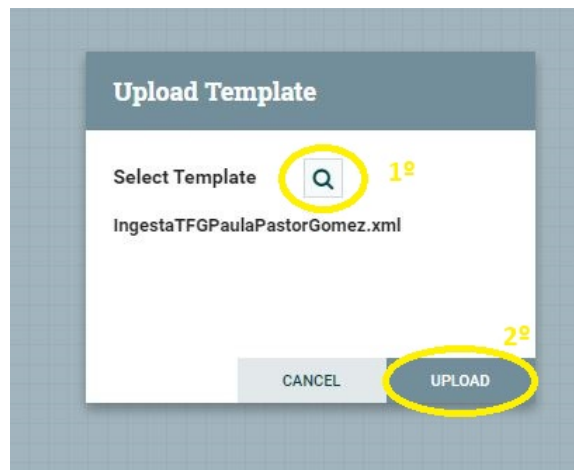 Upload Template
Select Template 1º
IngestaTFGPaulaPastorGomez.xml
2º
CANCEL UPLOAD